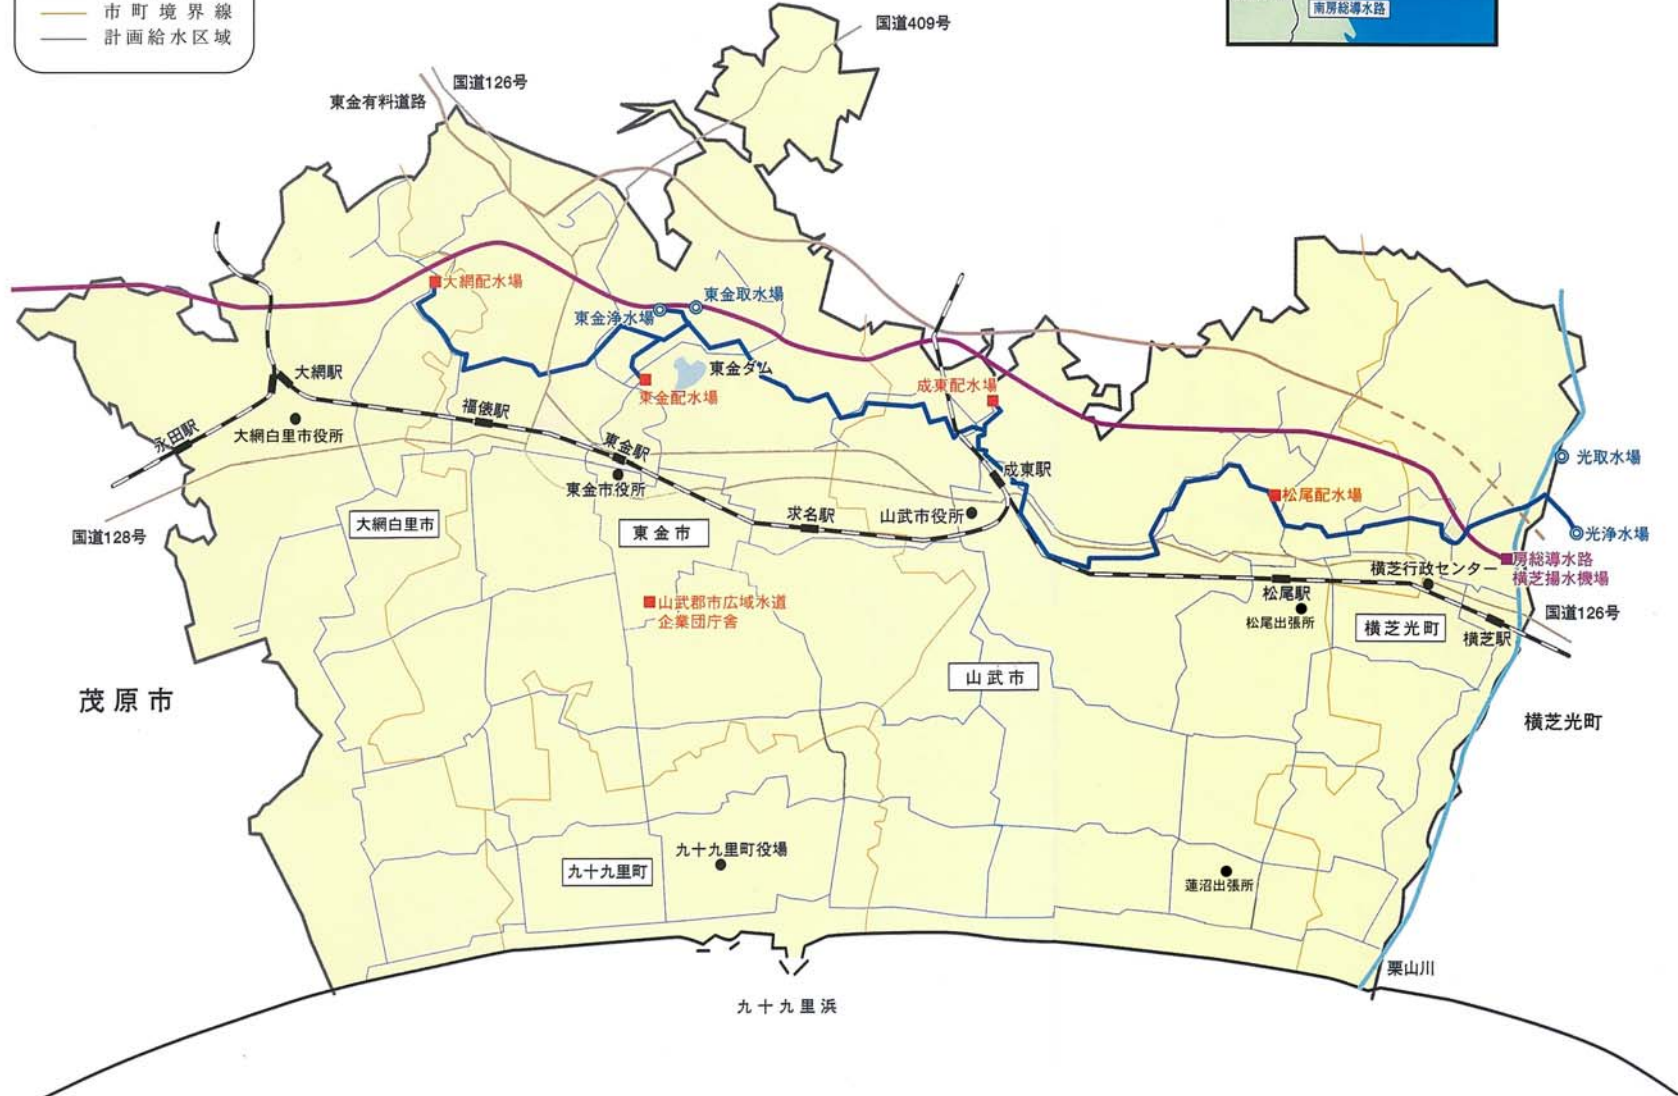 市町境界線
計画給水区域
南房総導水路
国道409号
国道126号
東金有料道路
大網配水場
東金取水場
東金浄水場
東金ダム
大網駅
成東配水場
東金配水場
福俵駅
大網白里市役所
永田駅
東金駅
光取水場
成東駅
東金市役所
松尾配水場
求名駅
山武市役所
大網白里市
東金市
国道128号
光浄水場
房総導水路
横芝揚水機場
横芝行政センター
松尾駅
山武郡市広域水道
企業団庁舎
国道126号
松尾出張所
横芝光町
横芝駅
山武市
茂原市
横芝光町
九十九里町役場
九十九里町
蓮沼出張所
栗山川
九十九里浜